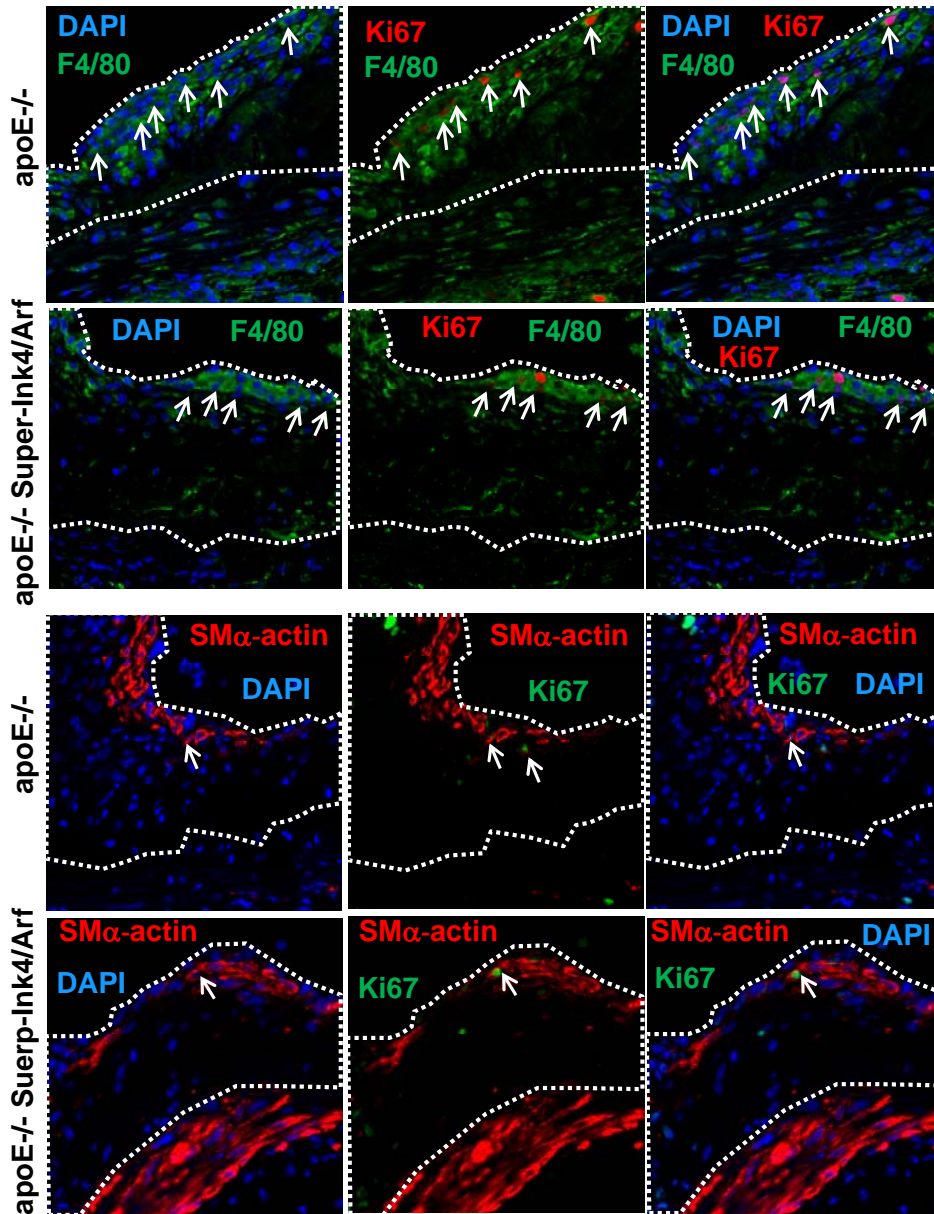 apoE-/-
DAPI
F4/80
Ki67
F4/80
DAPI Ki67
F4/80
apoE-/- Super-Ink4/Arf
DAPI F4/80
Ki67 F4/80
DAPI F4/80
Ki67
apoE-/-
SMα-actin
DAPI
SMα-actin
Ki67
SMα-actin
Ki67 DAPI
apoE-/- Suerp-Ink4/Arf
SMα-actin
DAPI
SMα-actin
Ki67
SMα-actin DAPI
Ki67